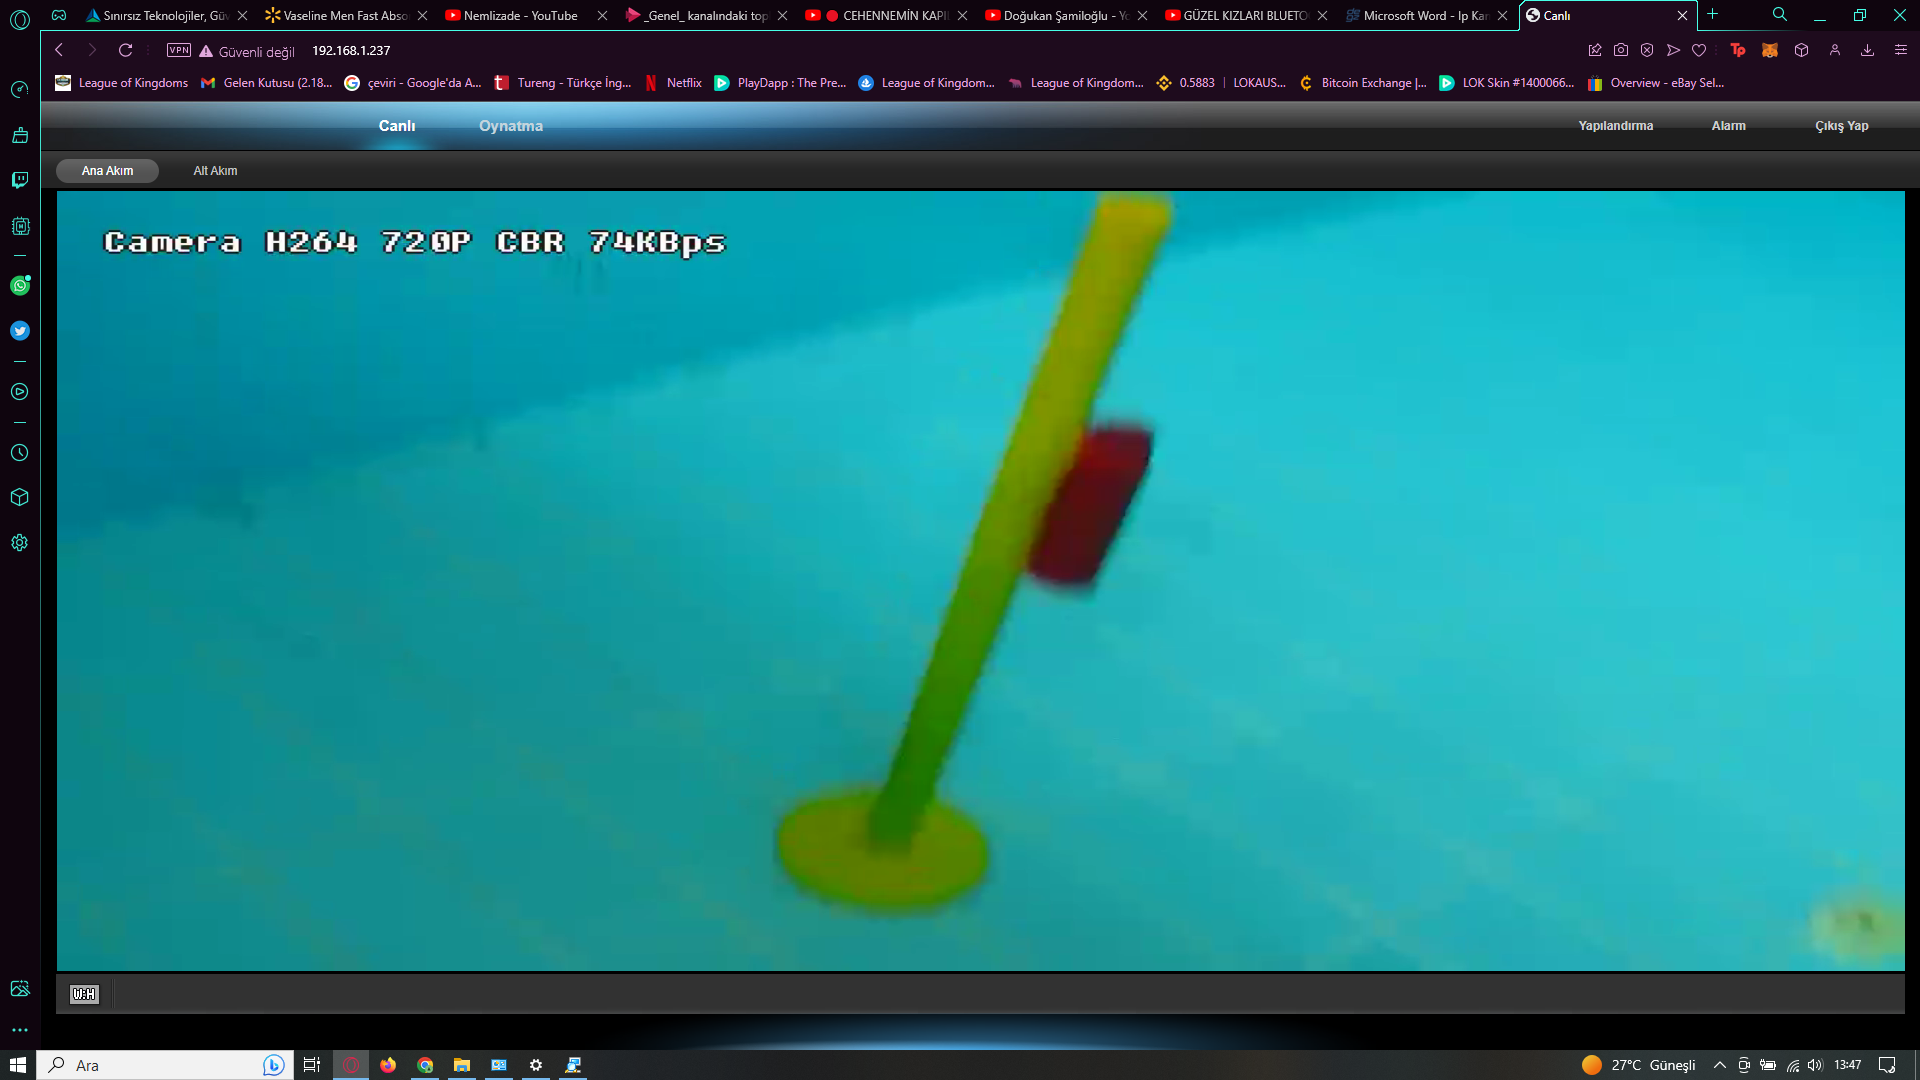 Sınırsız Teknolojiler, Güv
Vaseline Men Fast Abso
Nemlizade - YouTube
_Genel_ kanalındaki top
CEHENNEMİN KAPI
Doğukan Şamiloğlu - Yo
GÜZEL KIZLARI BLUETO
Microsoft Word - Ip Kar
Canlı
VPN
Güvenli değil
192.168.1.237
Tp
League of Kingdoms
Gelen Kutusu (2.18...
çeviri - Google'da A...
Tureng - Türkçe İng...
Netflix
PlayDapp : The Pre...
League of Kingdom...
League of Kingdom...
0.5883 | LOKAUS...
Bitcoin Exchange |...
LOK Skin #1400066...
Overview - eBay Sel...
Canlı
Oynatma
Yapılandırma
Alarm
Çıkış Yap
Ana Akım
Alt Akım
Camera H264 720P CBR 74KBps
W:H
Ara
27°C Güneşli
13:47